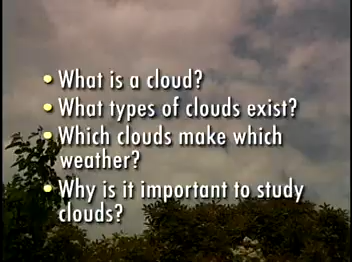 • What is a cloud?
• What types of clouds exist?
• Which clouds make which
weather?
• Why is it important to study
clouds?